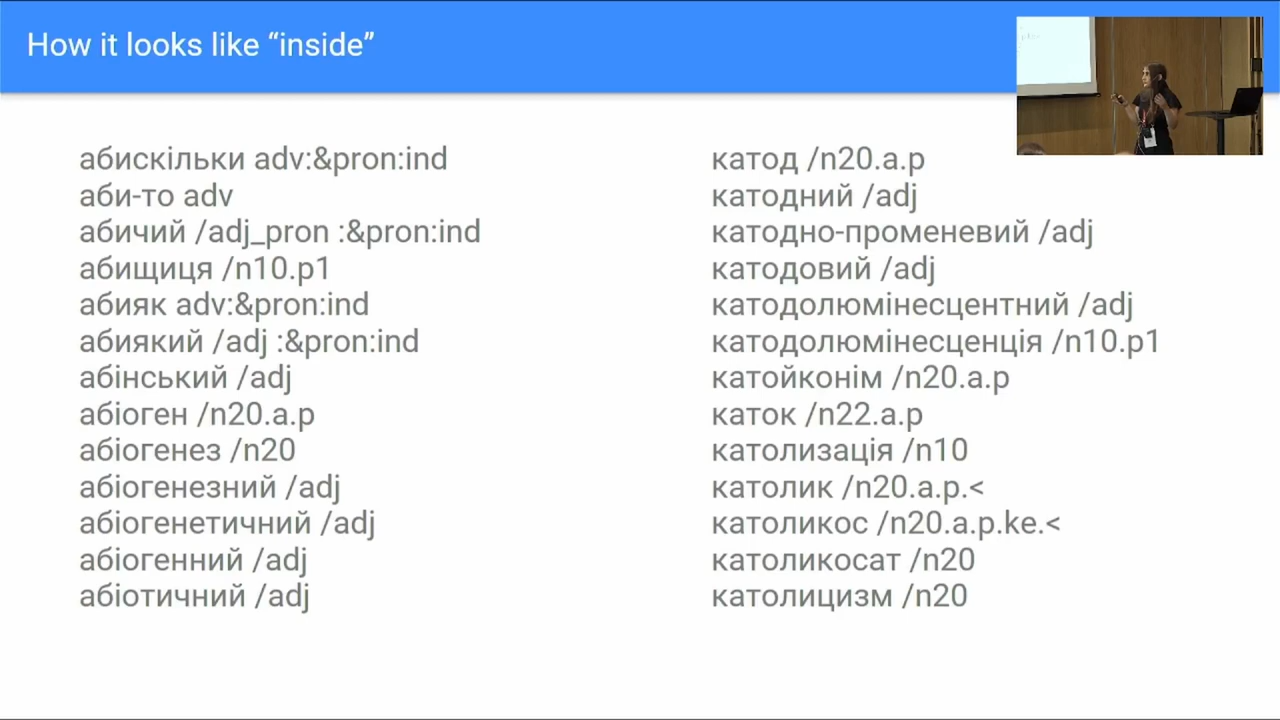 How it looks like “inside”
абискільки adv:&pron:ind
аби-то adv
абичий /adj_pron :&pron:ind
абищиця /n10.p1
абияк adv:&pron:ind
абиякий /adj :&pron:ind
абінський /adj
абіоген /n20.a.p
абіогенез /n20
абіогенезний /adj
абіогенетичний /adj
абіогенний /adj
абіотичний /adj
катод /n20.a.p
катодний /adj
катодно-променевий /adj
катодовий /adj
катодолюмінесцентний /adj
катодолюмінесценція /n10.p1
катойконім /n20.a.p
каток /n22.a.p
католизація /n10
католик /n20.a.p.<
католикос /n20.a.p.ke.<
католикосат /n20
католицизм /n20